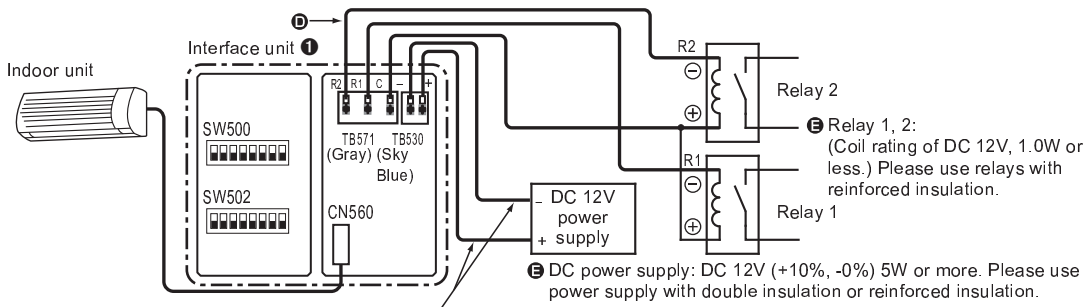 D
Interface unit 1
Indoor unit
R2 R1 C – +
SW500
TB571 TB530
(Gray) (Sky
Blue)
SW502
CN560
R2
⊖
⊕
Relay 2
E Relay 1, 2:
(Coil rating of DC 12V, 1.0W or
less.) Please use relays with
reinforced insulation.
R1
⊖
⊕
Relay 1
– DC 12V
power
+ supply
E DC power supply: DC 12V (+10%, -0%) 5W or more. Please use
power supply with double insulation or reinforced insulation.